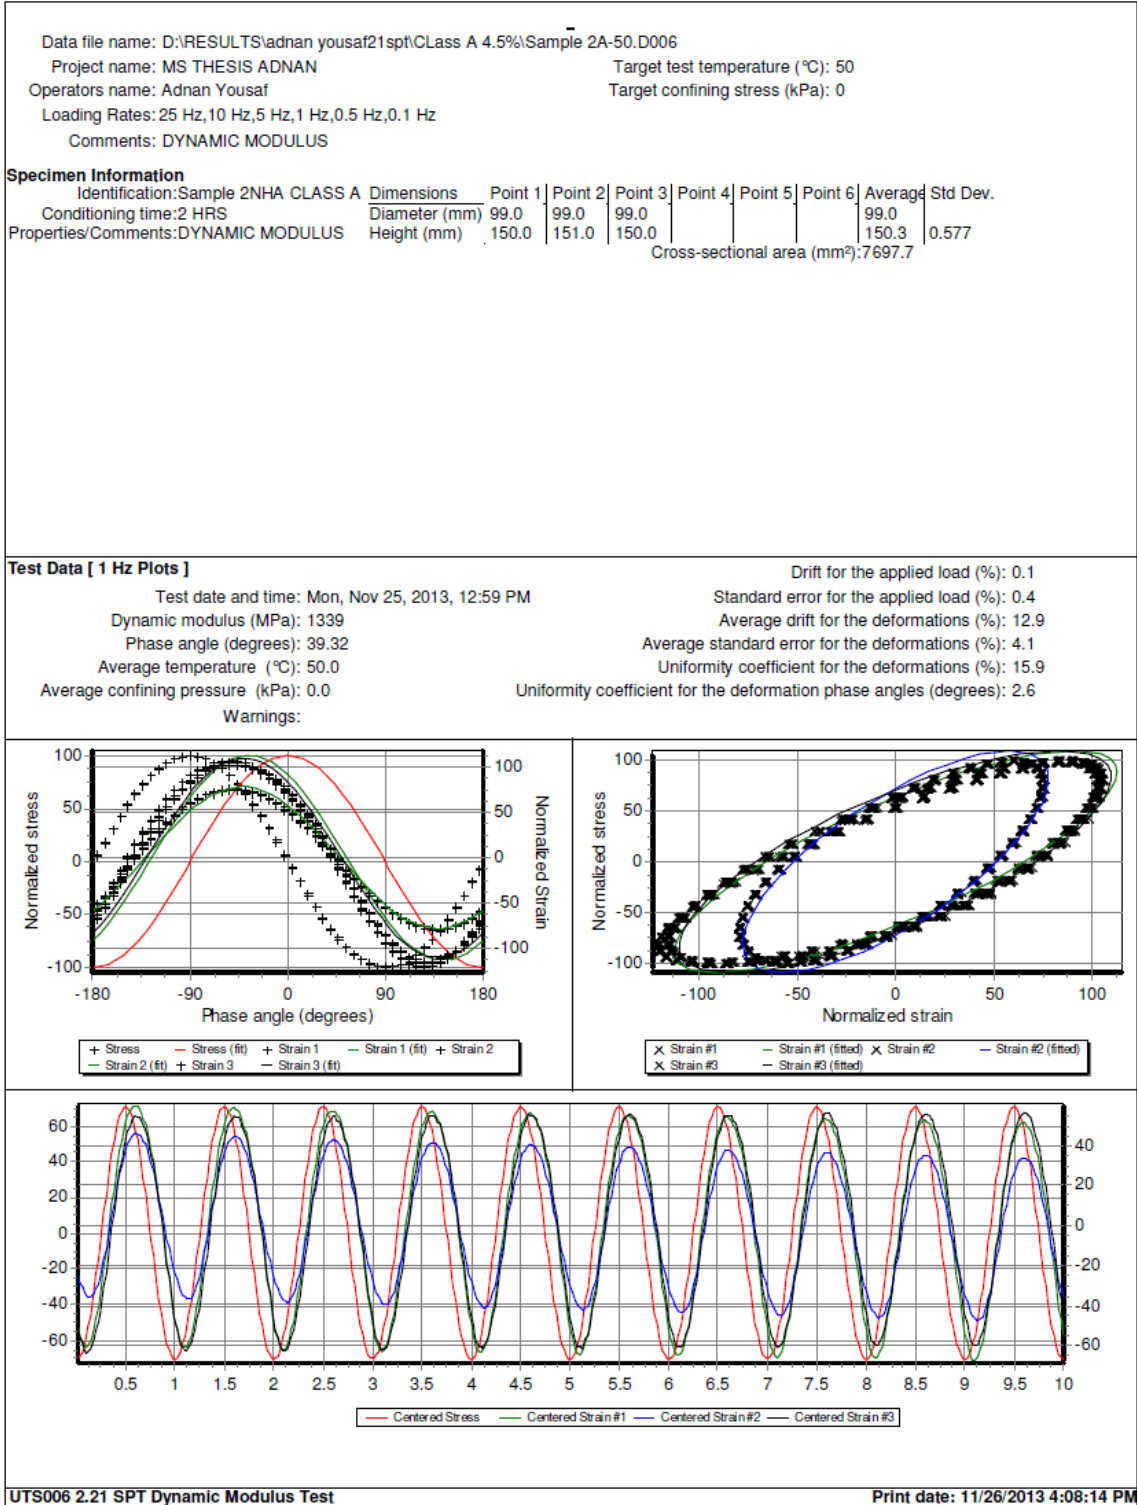 Data file name: D:\RESULTS\adnan yousaf21spt\CLass A 4.5%\Sample 2A-50.D006
Project name: MS THESIS ADNAN Target test temperature (°C): 50
Operators name: Adnan Yousaf Target confining stress (kPa): 0
Loading Rates: 25 Hz,10 Hz,5 Hz,1 Hz,0.5 Hz,0.1 Hz
Comments: DYNAMIC MODULUS
Specimen Information
Identification:Sample 2NHA CLASS A Dimensions Point 1 Point 2 Point 3 Point 4 Point 5 Point 6 Average Std Dev.
Conditioning time:2 HRS Diameter (mm) 99.0 99.0 99.0 99.0
Properties/Comments:DYNAMIC MODULUS Height (mm) 150.0 151.0 150.0 150.3 0.577
Cross-sectional area (mm²):7697.7
Test Data [ 1 Hz Plots ]
Drift for the applied load (%): 0.1
Test date and time: Mon, Nov 25, 2013, 12:59 PM Standard error for the applied load (%): 0.4
Dynamic modulus (MPa): 1339 Average drift for the deformations (%): 12.9
Phase angle (degrees): 39.32 Average standard error for the deformations (%): 4.1
Average temperature (°C): 50.0 Uniformity coefficient for the deformations (%): 15.9
Average confining pressure (kPa): 0.0 Uniformity coefficient for the deformation phase angles (degrees): 2.6
Warnings:
Normalized stress
100
50
0
-50
-100
100
50
0
-50
-100
Normalized Strain
-180 -90 0 90 180
Phase angle (degrees)
Stress Stress (fit) Strain 1 Strain 1 (fit) Strain 2
Strain 2 (fit) Strain 3 Strain 3 (fit)
Normalized stress
100
50
0
-50
-100
-100 -50 0 50 100
Normalized strain
Strain #1 Strain #1 (fitted) Strain #2 Strain #2 (fitted)
Strain #3 Strain #3 (fitted)
60
40
20
0
-20
-40
-60
40
20
0
-20
-40
-60
0.5 1 1.5 2 2.5 3 3.5 4 4.5 5 5.5 6 6.5 7 7.5 8 8.5 9 9.5 10
Centered Stress Centered Strain #1 Centered Strain #2 Centered Strain #3
UTS006 2.21 SPT Dynamic Modulus Test Print date: 11/26/2013 4:08:14 PM